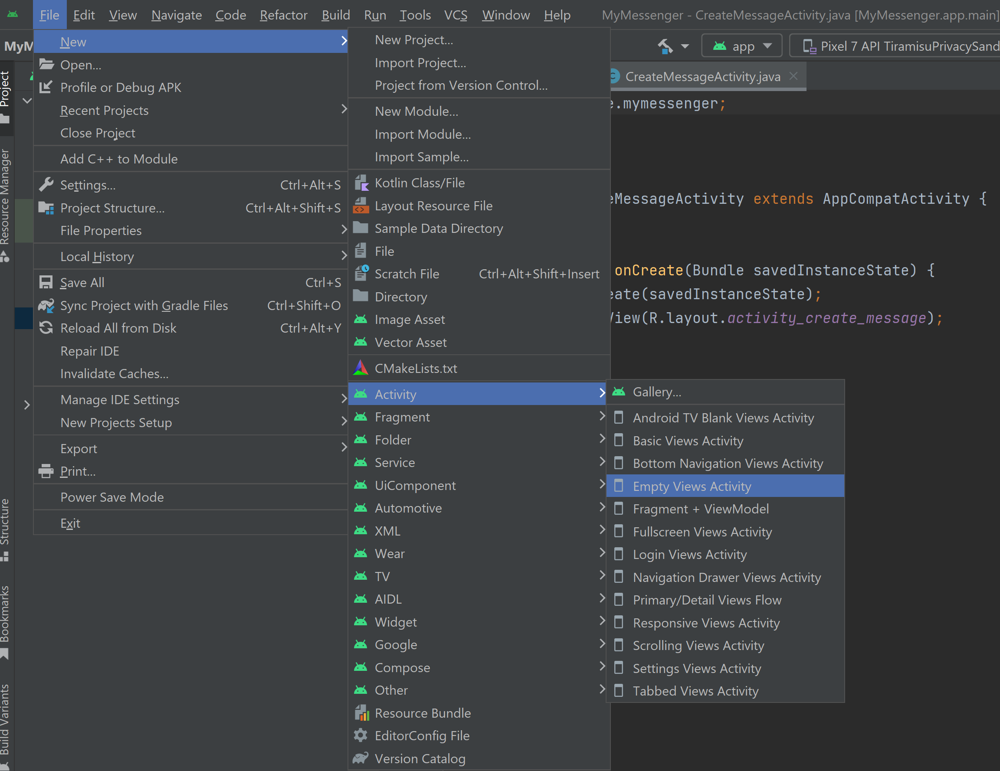 File Edit View Navigate Code Refactor Build Run Tools VCS Window Help MyMessenger - CreateMessageActivity.java [MyMessenger.app.main]
app Pixel 7 API TiramisuPrivacySand
Project
Resource Manager
Structure
Bookmarks
Build Variants
New
Open...
Profile or Debug APK
Recent Projects
Close Project
Add C++ to Module
Settings... Ctrl+Alt+S
Project Structure... Ctrl+Alt+Shift+S
File Properties
Local History
Save All Ctrl+S
Sync Project with Gradle Files Ctrl+Shift+O
Reload All from Disk Ctrl+Alt+Y
Repair IDE
Invalidate Caches...
Manage IDE Settings
New Projects Setup
Export
Print...
Power Save Mode
Exit
New Project...
Import Project...
Project from Version Control...
New Module...
Import Module...
Import Sample...
Kotlin Class/File
Layout Resource File
Sample Data Directory
File
Scratch File Ctrl+Alt+Shift+Insert
Directory
Image Asset
Vector Asset
CMakeLists.txt
Activity
Fragment
Folder
Service
UiComponent
Automotive
XML
Wear
TV
AIDL
Widget
Google
Compose
Other
Resource Bundle
EditorConfig File
Version Catalog
Gallery...
Android TV Blank Views Activity
Basic Views Activity
Bottom Navigation Views Activity
Empty Views Activity
Fragment + ViewModel
Fullscreen Views Activity
Login Views Activity
Navigation Drawer Views Activity
Primary/Detail Views Flow
Responsive Views Activity
Scrolling Views Activity
Settings Views Activity
Tabbed Views Activity
CreateMessageActivity.java
.mymessenger;
eMessageActivity extends AppCompatActivity {
onCreate(Bundle savedInstanceState) {
eate(savedInstanceState);
View(R.layout.activity_create_message);